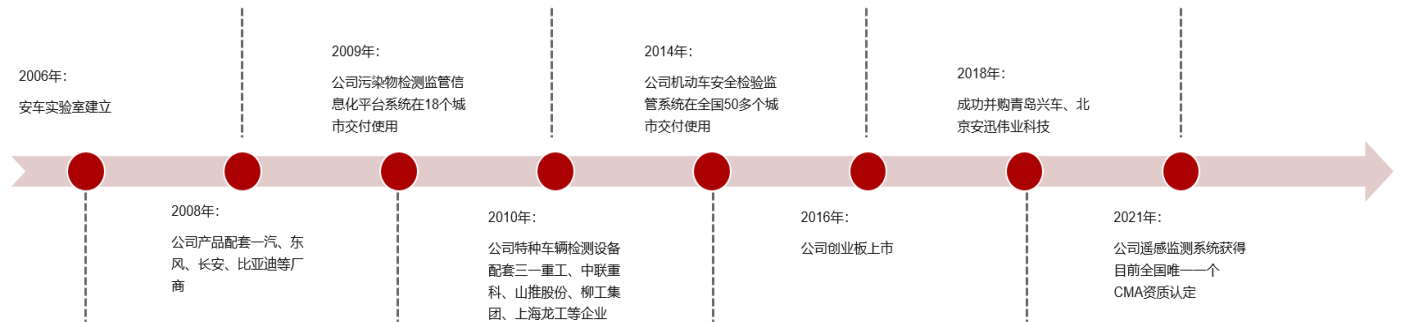 2006年：
安车实验室建立
2008年：
公司产品配套一汽、东
风、长安、比亚迪等厂
商
2009年：
公司污染物检测监管信
息化平台系统在18个城
市交付使用
2010年：
公司特种车辆检测设备
配套三一重工、中联重
科、山推股份、柳工集
团、上海龙工等企业
2014年：
公司机动车安全检验监
管系统在全国50多个城
市交付使用
2016年：
公司创业板上市
2018年：
成功并购青岛兴车、北
京安迅伟业科技
2021年：
公司遥感监测系统获得
目前全国唯一一个
CMA资质认定